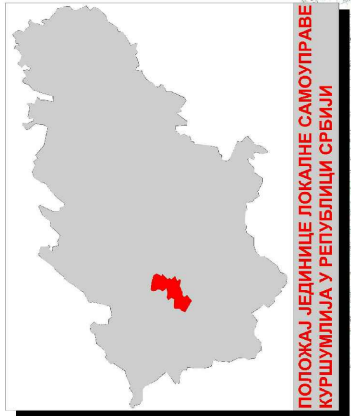 ПОЛОЖАЈ ЈЕДИНИЦЕ ЛОКАЛНЕ САМОУПРАВЕ
КУРШУМЛИЈА У РЕПУБЛИЦИ СРБИЈИ